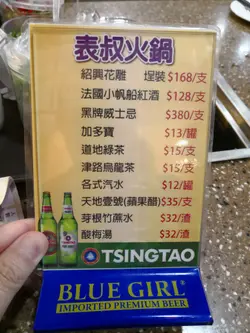 表叔火鍋
紹興花雕 埕裝 $168/支
法國小帆船紅酒 $128/支
黑牌威士忌 $380/支
加多寶 $13/罐
道地綠茶 $15/支
津路烏龍茶 $15/支
各式汽水 $12/罐
天地壹號(蘋果醋) $35/支
芽根竹蔗水 $32/渣
酸梅湯 $32/渣
TSINGTAO
BLUE GIRL
IMPORTED PREMIUM BEER